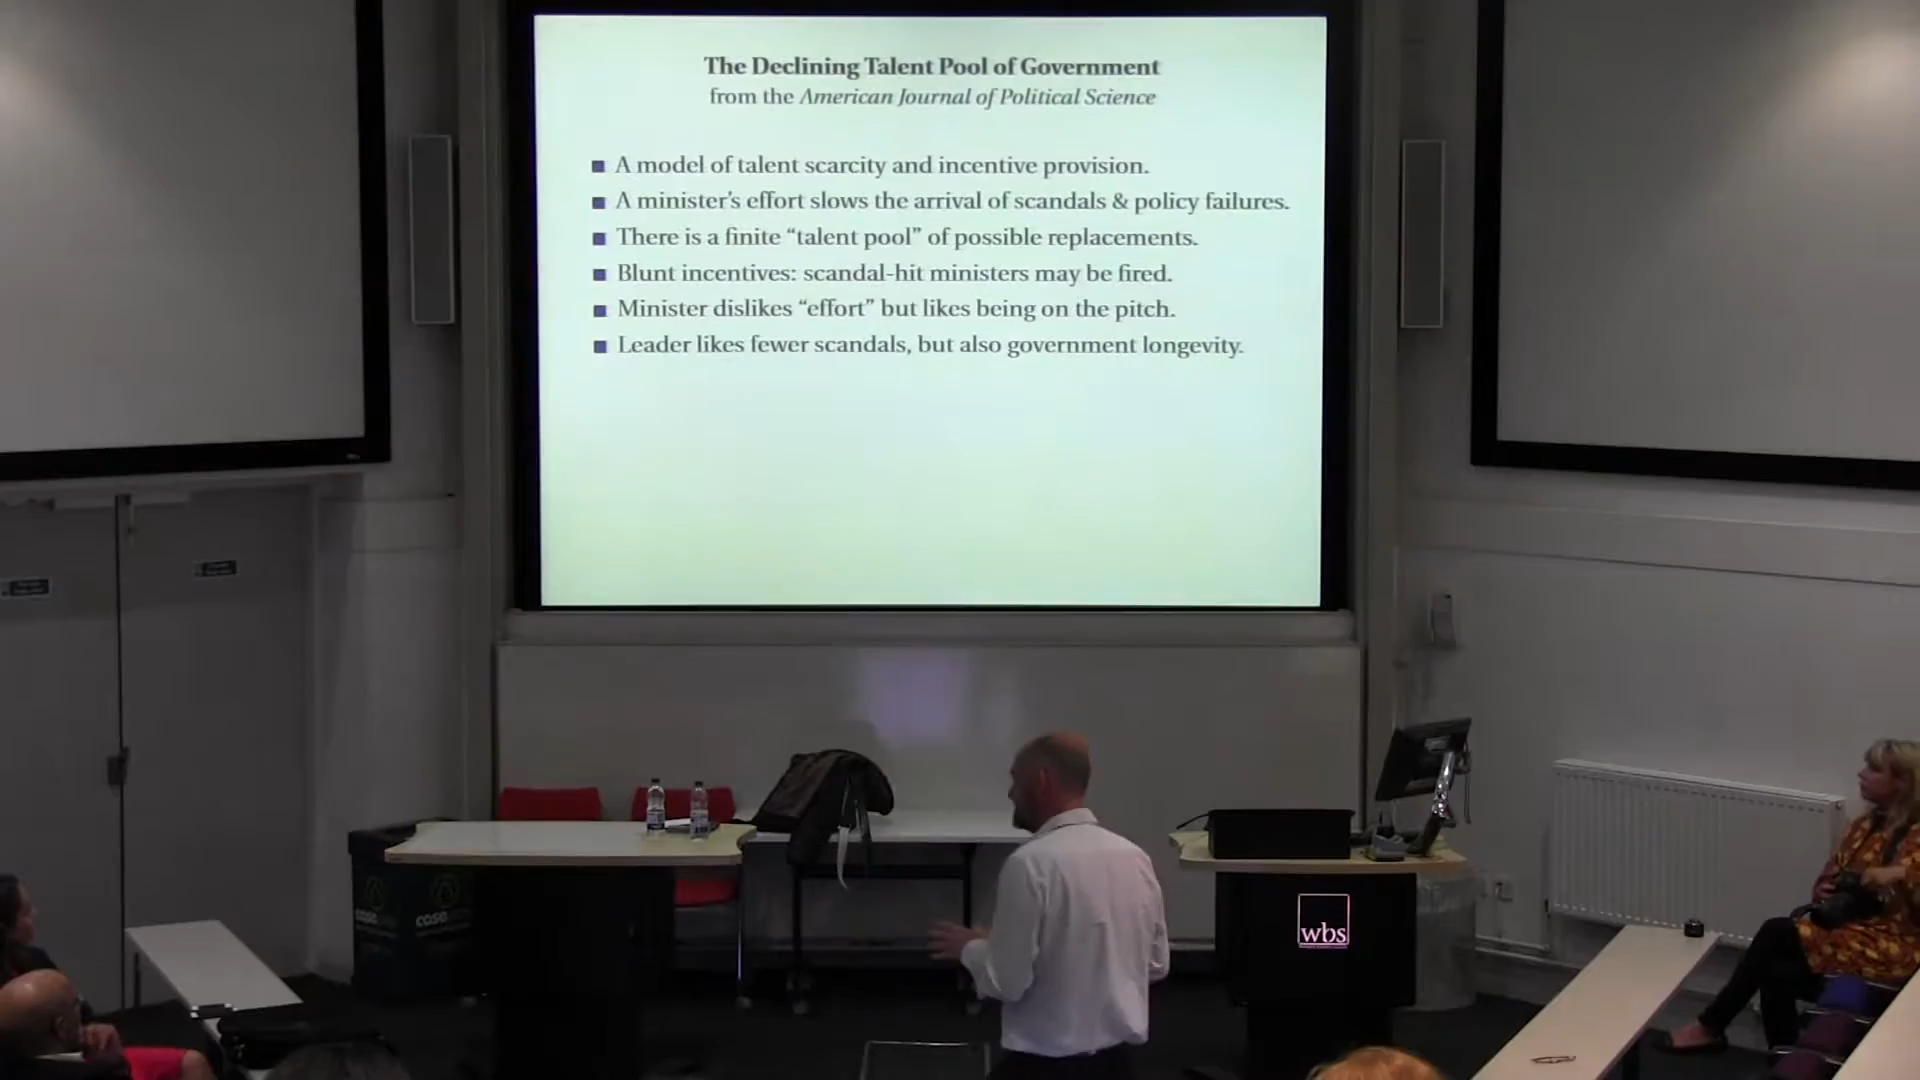 The Declining Talent Pool of Government
from the American Journal of Political Science
A model of talent scarcity and incentive provision.
A minister's effort slows the arrival of scandals & policy failures.
There is a finite “talent pool” of possible replacements.
Blunt incentives: scandal-hit ministers may be fired.
Minister dislikes “effort” but likes being on the pitch.
Leader likes fewer scandals, but also government longevity.
wbs